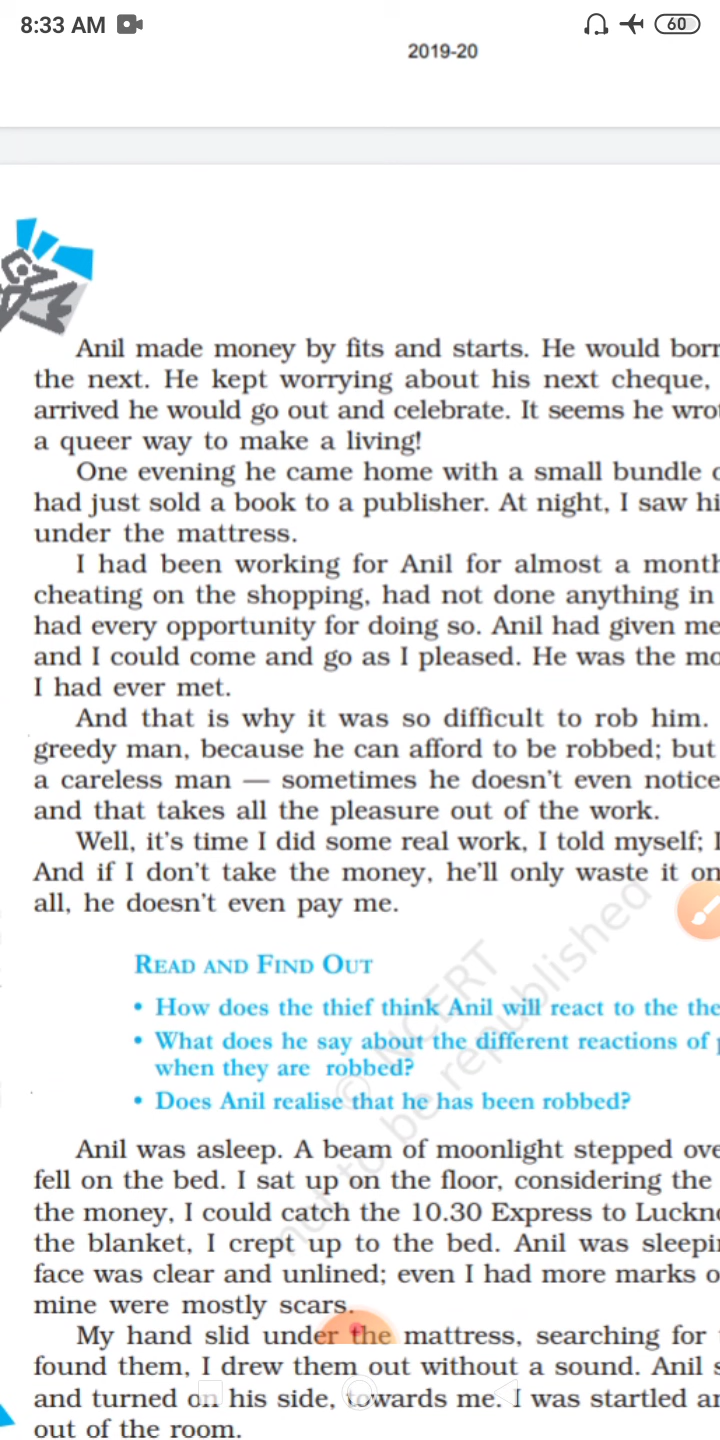 8:33 AM
60
2019-20
Anil made money by fits and starts. He would borr
the next. He kept worrying about his next cheque,
arrived he would go out and celebrate. It seems he wrot
a queer way to make a living!
One evening he came home with a small bundle o
had just sold a book to a publisher. At night, I saw hi
under the mattress.
I had been working for Anil for almost a month
cheating on the shopping, had not done anything in
had every opportunity for doing so. Anil had given me
and I could come and go as I pleased. He was the mo
I had ever met.
And that is why it was so difficult to rob him.
greedy man, because he can afford to be robbed; but
a careless man — sometimes he doesn't even notice
and that takes all the pleasure out of the work.
Well, it's time I did some real work, I told myself; I
And if I don't take the money, he'll only waste it on
all, he doesn't even pay me.
READ AND FIND OUT
• How does the thief think Anil will react to the the
• What does he say about the different reactions of p
when they are robbed?
• Does Anil realise that he has been robbed?
© NCERT
not to be republished
Anil was asleep. A beam of moonlight stepped ove
fell on the bed. I sat up on the floor, considering the
the money, I could catch the 10.30 Express to Luckno
the blanket, I crept up to the bed. Anil was sleepin
face was clear and unlined; even I had more marks o
mine were mostly scars.
My hand slid under the mattress, searching for
found them, I drew them out without a sound. Anil s
and turned on his side, towards me. I was startled an
out of the room.